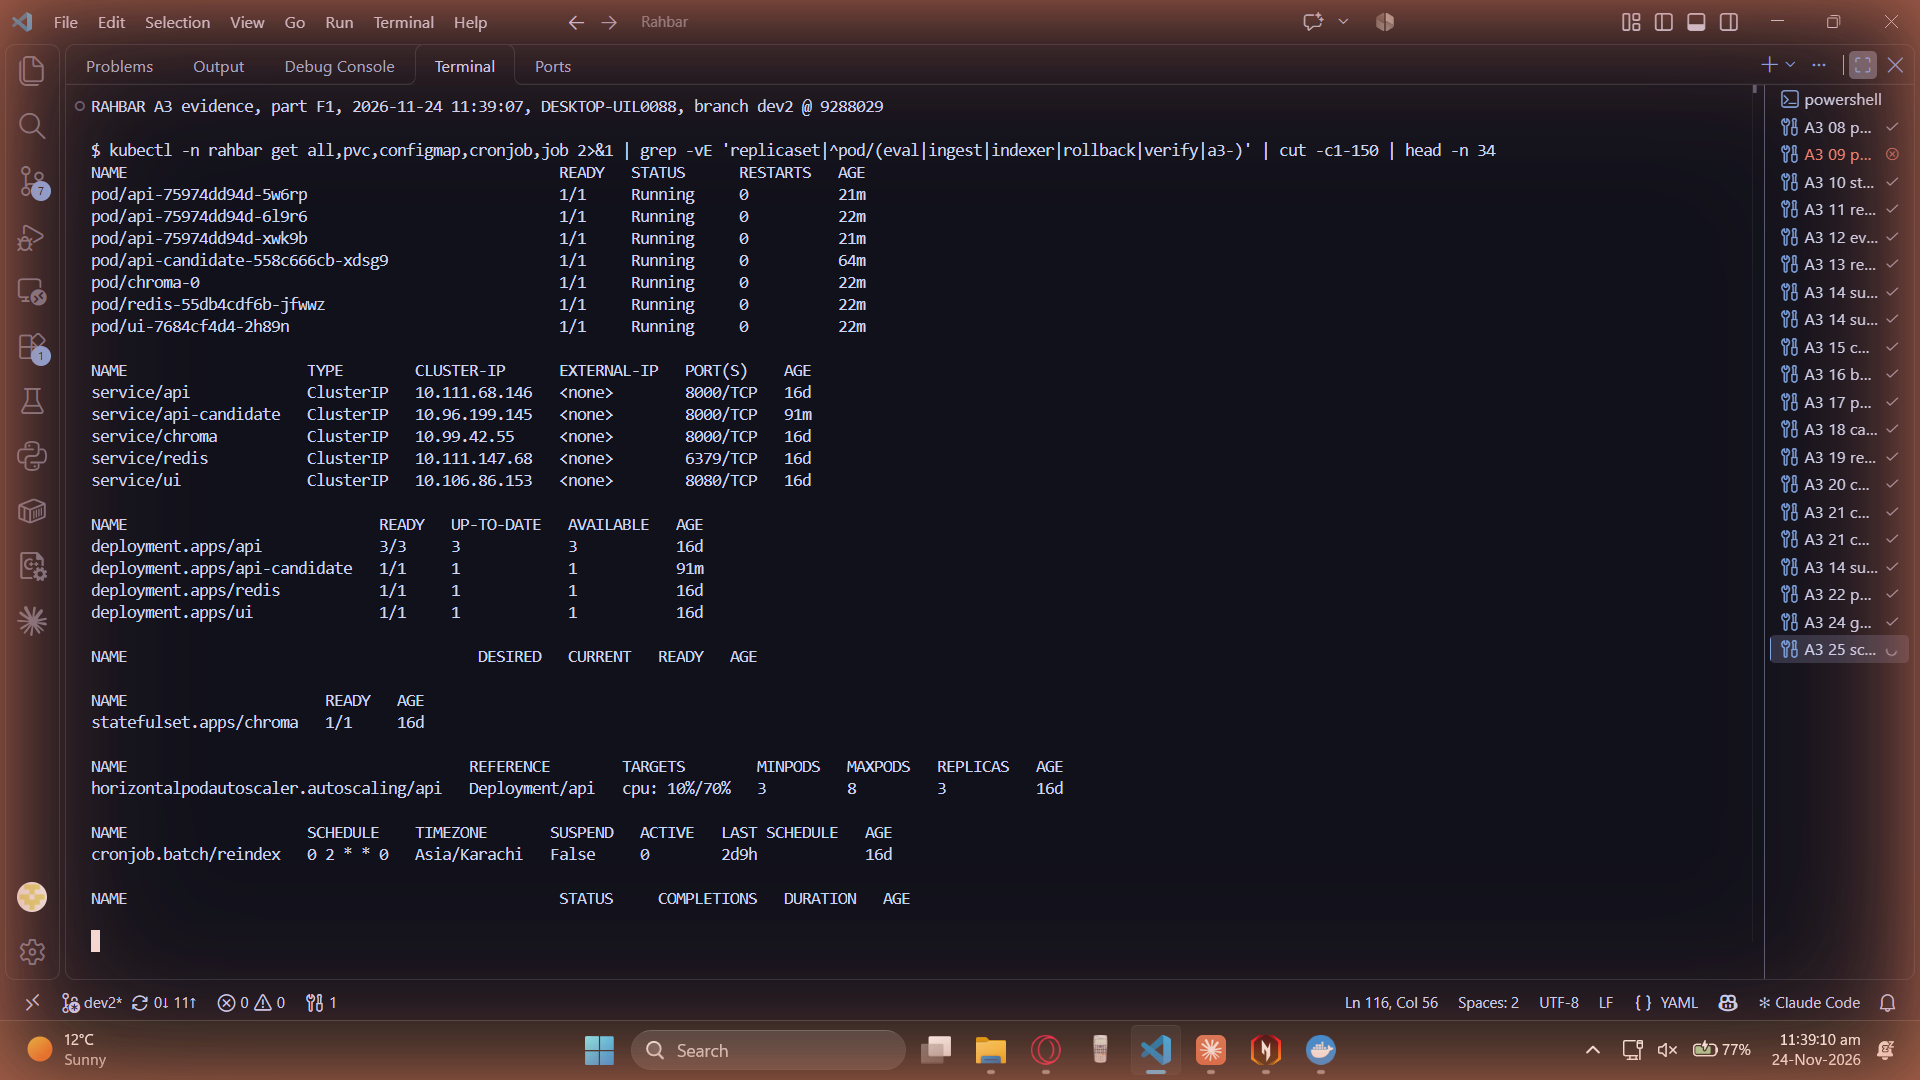 File Edit Selection View Go Run Terminal Help
Rahbar
Problems Output Debug Console Terminal Ports
RAHBAR A3 evidence, part F1, 2026-11-24 11:39:07, DESKTOP-UIL0088, branch dev2 @ 9288029
$ kubectl -n rahbar get all,pvc,configmap,cronjob,job 2>&1 | grep -vE 'replicaset|^pod/(eval|ingest|indexer|rollback|verify|a3-)' | cut -c1-150 | head -n 34
NAME READY STATUS RESTARTS AGE
pod/api-75974dd94d-5w6rp 1/1 Running 0 21m
pod/api-75974dd94d-6l9r6 1/1 Running 0 22m
pod/api-75974dd94d-xwk9b 1/1 Running 0 21m
pod/api-candidate-558c666cb-xdsg9 1/1 Running 0 64m
pod/chroma-0 1/1 Running 0 22m
pod/redis-55db4cdf6b-jfwwz 1/1 Running 0 22m
pod/ui-7684cf4d4-2h89n 1/1 Running 0 22m
NAME TYPE CLUSTER-IP EXTERNAL-IP PORT(S) AGE
service/api ClusterIP 10.111.68.146 <none> 8000/TCP 16d
service/api-candidate ClusterIP 10.96.199.145 <none> 8000/TCP 91m
service/chroma ClusterIP 10.99.42.55 <none> 8000/TCP 16d
service/redis ClusterIP 10.111.147.68 <none> 6379/TCP 16d
service/ui ClusterIP 10.106.86.153 <none> 8080/TCP 16d
NAME READY UP-TO-DATE AVAILABLE AGE
deployment.apps/api 3/3 3 3 16d
deployment.apps/api-candidate 1/1 1 1 91m
deployment.apps/redis 1/1 1 1 16d
deployment.apps/ui 1/1 1 1 16d
NAME DESIRED CURRENT READY AGE
NAME READY AGE
statefulset.apps/chroma 1/1 16d
NAME REFERENCE TARGETS MINPODS MAXPODS REPLICAS AGE
horizontalpodautoscaler.autoscaling/api Deployment/api cpu: 10%/70% 3 8 3 16d
NAME SCHEDULE TIMEZONE SUSPEND ACTIVE LAST SCHEDULE AGE
cronjob.batch/reindex 0 2 * * 0 Asia/Karachi False 0 2d9h 16d
NAME STATUS COMPLETIONS DURATION AGE
powershell
A3 08 p...
A3 09 p...
A3 10 st...
A3 11 re...
A3 12 ev...
A3 13 re...
A3 14 su...
A3 14 su...
A3 15 c...
A3 16 b...
A3 17 p...
A3 18 ca...
A3 19 re...
A3 20 c...
A3 21 c...
A3 21 c...
A3 14 su...
A3 22 p...
A3 24 g...
A3 25 sc...
7
1
dev2* 0↓ 11↑ 0 0 1
Ln 116, Col 56 Spaces: 2 UTF-8 LF { } YAML Claude Code
12°C
Sunny
Search
77%
11:39:10 am
24-Nov-2026